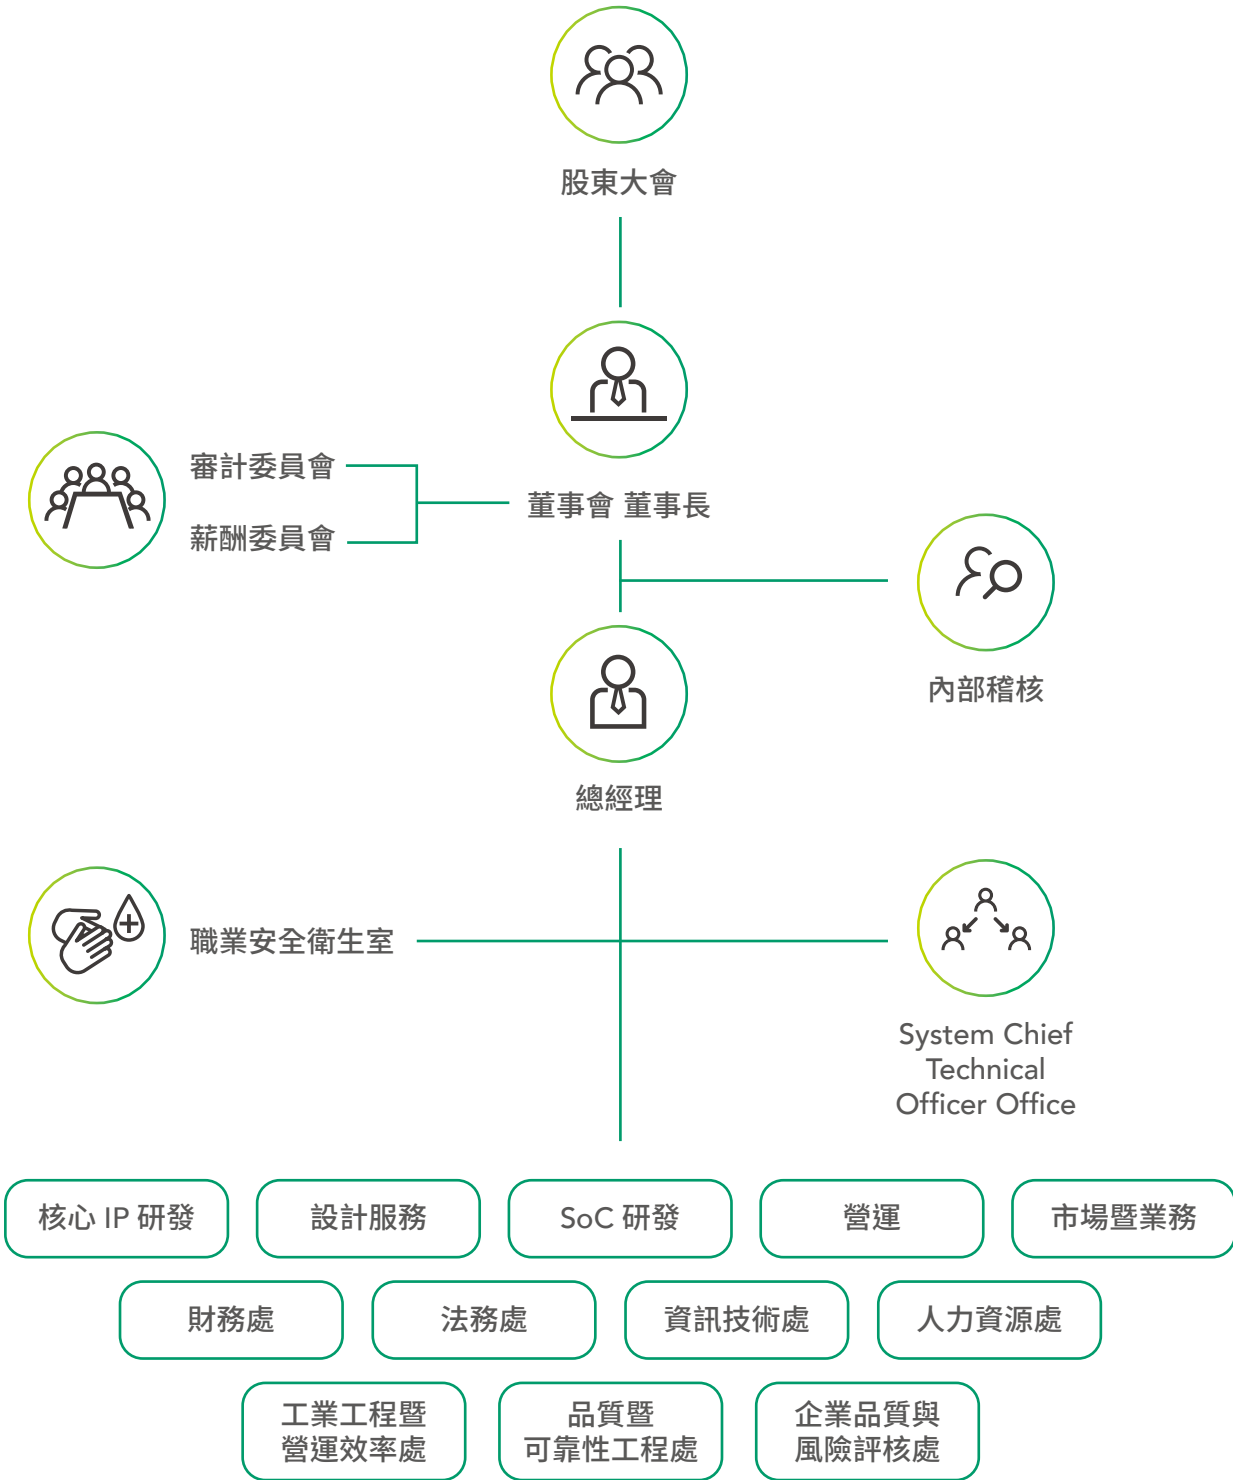 股東大會
審計委員會
薪酬委員會
董事會 董事長
內部稽核
總經理
職業安全衛生室
System Chief
Technical
Officer Office
核心 IP 研發
設計服務
SoC 研發
營運
市場暨業務
財務處
法務處
資訊技術處
人力資源處
工業工程暨
營運效率處
品質暨
可靠性工程處
企業品質與
風險評核處